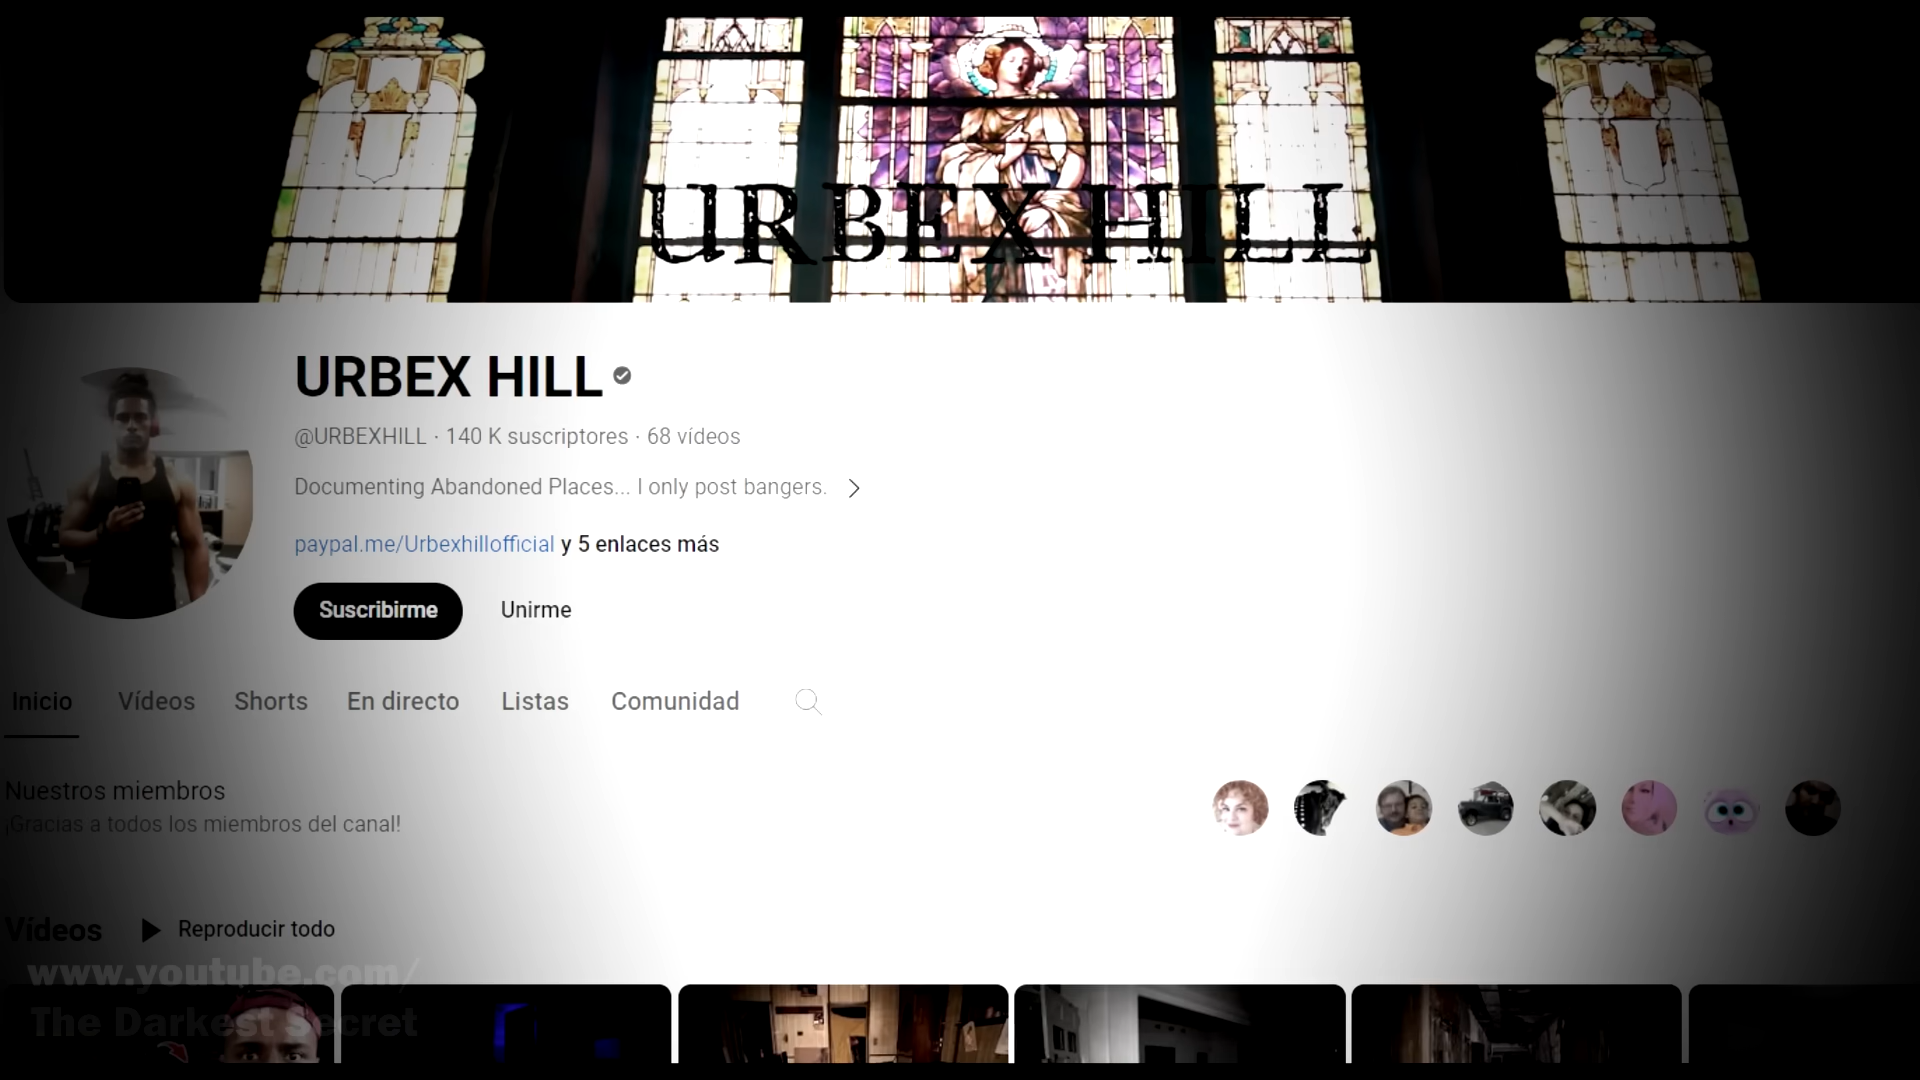 URBEX HILL
URBEX HILL
@URBEXHILL · 140 K suscriptores · 68 vídeos
Documenting Abandoned Places... I only post bangers.
paypal.me/Urbexhillofficial y 5 enlaces más
Suscribirme Unirme
Inicio Vídeos Shorts En directo Listas Comunidad
Nuestros miembros
¡Gracias a todos los miembros del canal!
Vídeos Reproducir todo
www.youtube.com/
The Darkest Secret